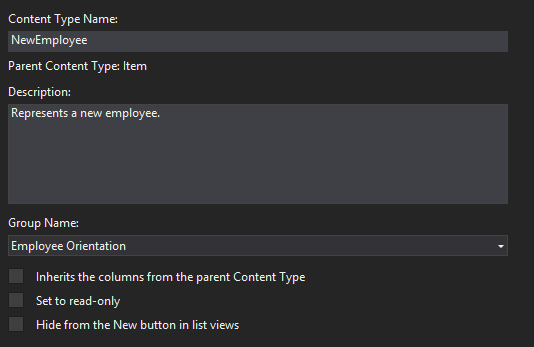 Content Type Name:
NewEmployee
Parent Content Type: Item
Description:
Represents a new employee.
Group Name:
Employee Orientation
Inherits the columns from the parent Content Type
Set to read-only
Hide from the New button in list views